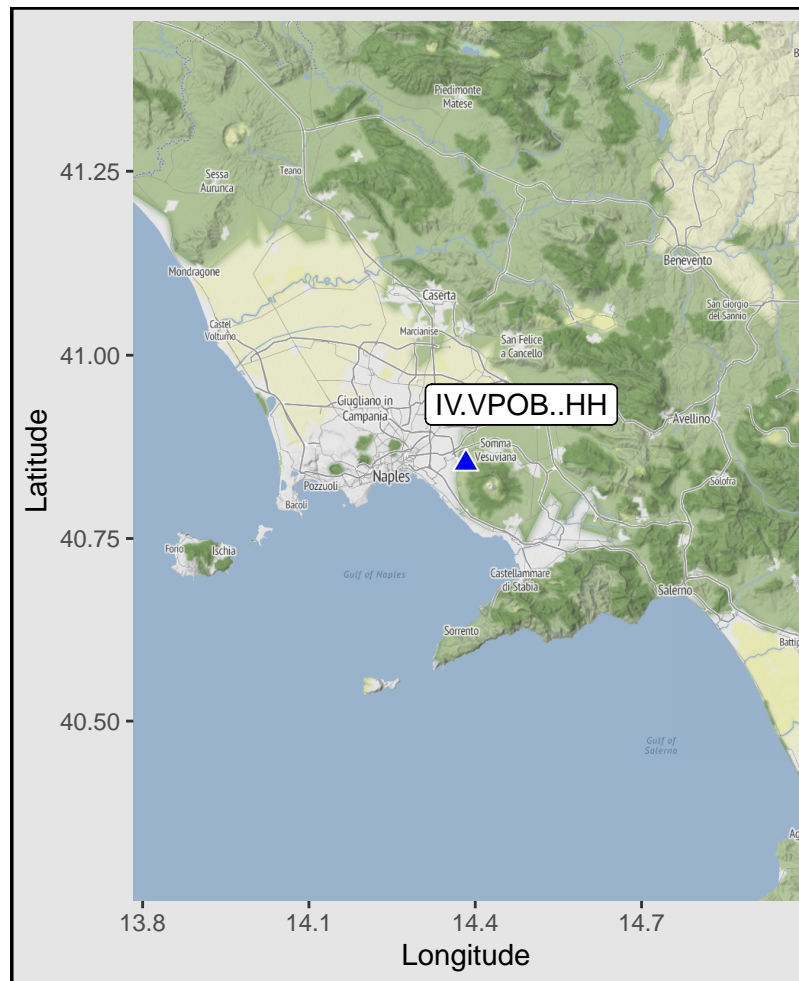 Piedimonte
Matese
41.25
Sessa
Aurunca
Teano
Benevento
Mondragone
Caserta
San Giorgio
del Sannio
Castel
Volturno
Marcianise
San Felice
a Cancello
41.00
Giugliano in
Campania
IV.VPOB..HH
Avellino
Somma
Vesuviana
Latitude
Naples
Pozzuoli
Solofra
Bacoli
40.75
Forio
Ischia
Gulf of Naples
Castellammare
di Stabia
Salerno
Sorrento
Battip
40.50
Gulf of
Salerno
Ag
13.8
14.1
14.4
14.7
Longitude